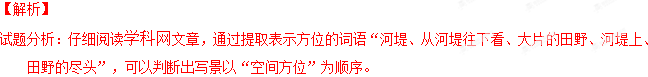 【解析】
试题分析：仔细阅读学科网文章，通过提取表示方位的词语“河堤、从河堤往下看、大片的田野、河堤上、
田野的尽头”，可以判断出写景以“空间方位”为顺序。